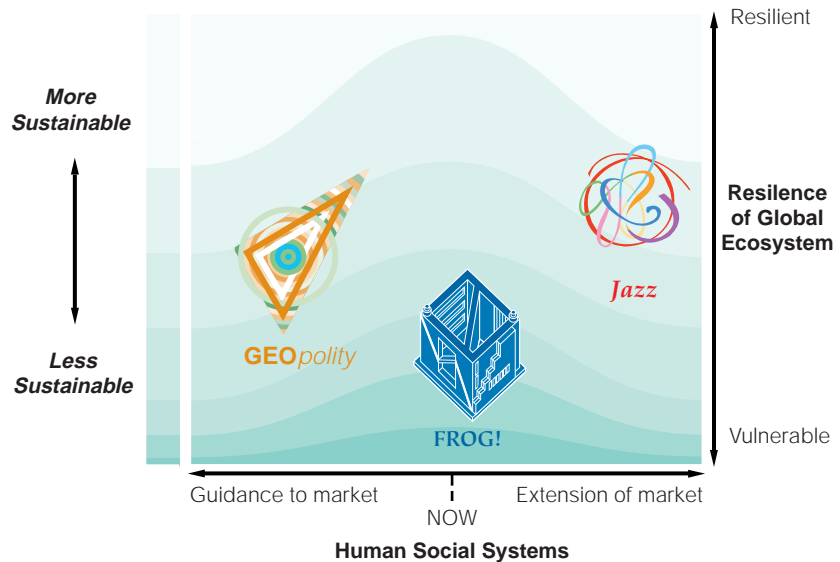 Resilient
More
Sustainable
Resilence
of Global
Ecosystem
Jazz
GEOpolity
Less
Sustainable
FROG!
Vulnerable
Guidance to market
Extension of market
NOW
Human Social Systems